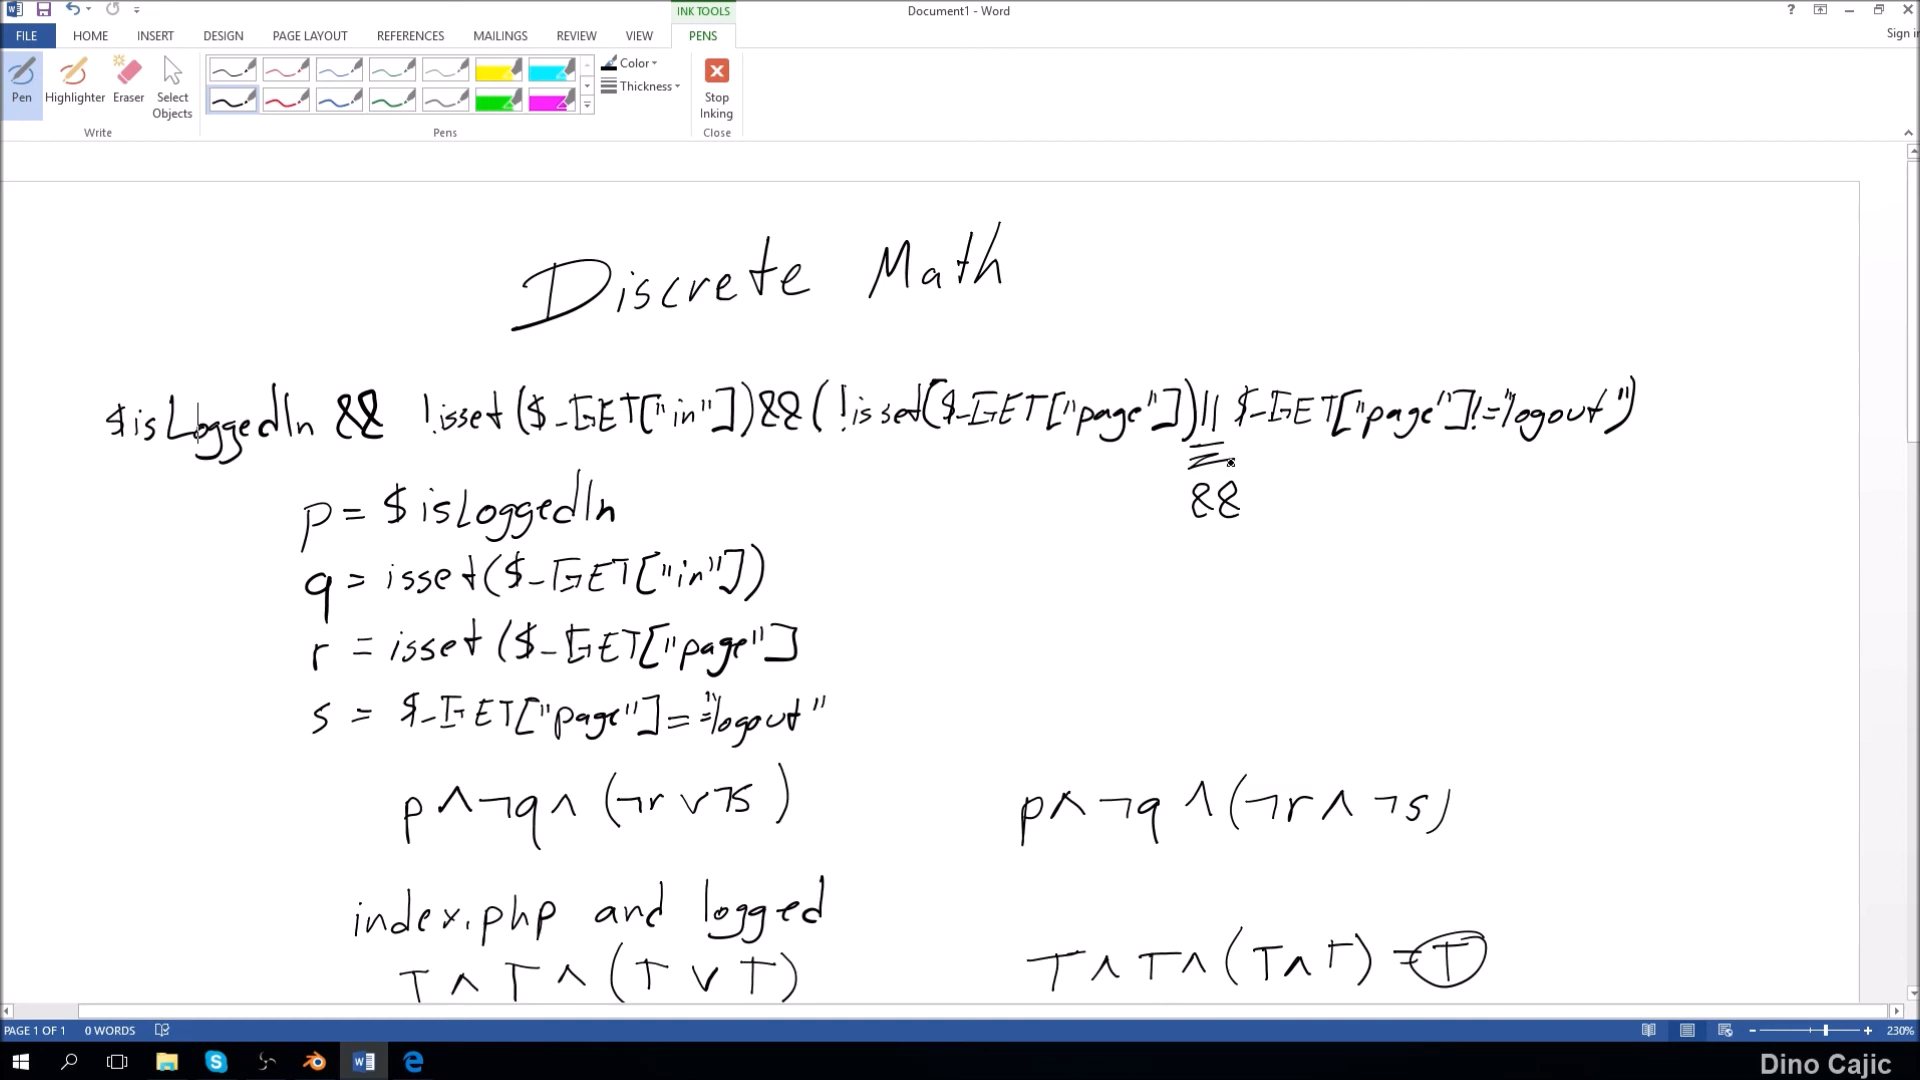 INK TOOLS
Document1 - Word
Sign in
FILE HOME INSERT DESIGN PAGE LAYOUT REFERENCES MAILINGS REVIEW VIEW PENS
Pen Highlighter Eraser Select Objects
Color
Thickness
Stop Inking
Write Pens Close
Discrete Math
$isLoggedIn && !isset($_GET["in"])&&(!isset($_GET["page"])|| $_GET["page"]!="logout")
&&
p = $isLoggedIn
q = isset($_GET["in"])
r = isset($_GET["page"]
s = $_GET["page"]=="logout"
p ∧ ¬q ∧ (¬r ∨ ¬s) p ∧ ¬q ∧ (¬r ∧ ¬s)
index.php and logged
T ∧ T ∧ (T ∨ T) T ∧ T ∧ (T ∧ T) = T
PAGE 1 OF 1 0 WORDS 230%
Dino Cajic